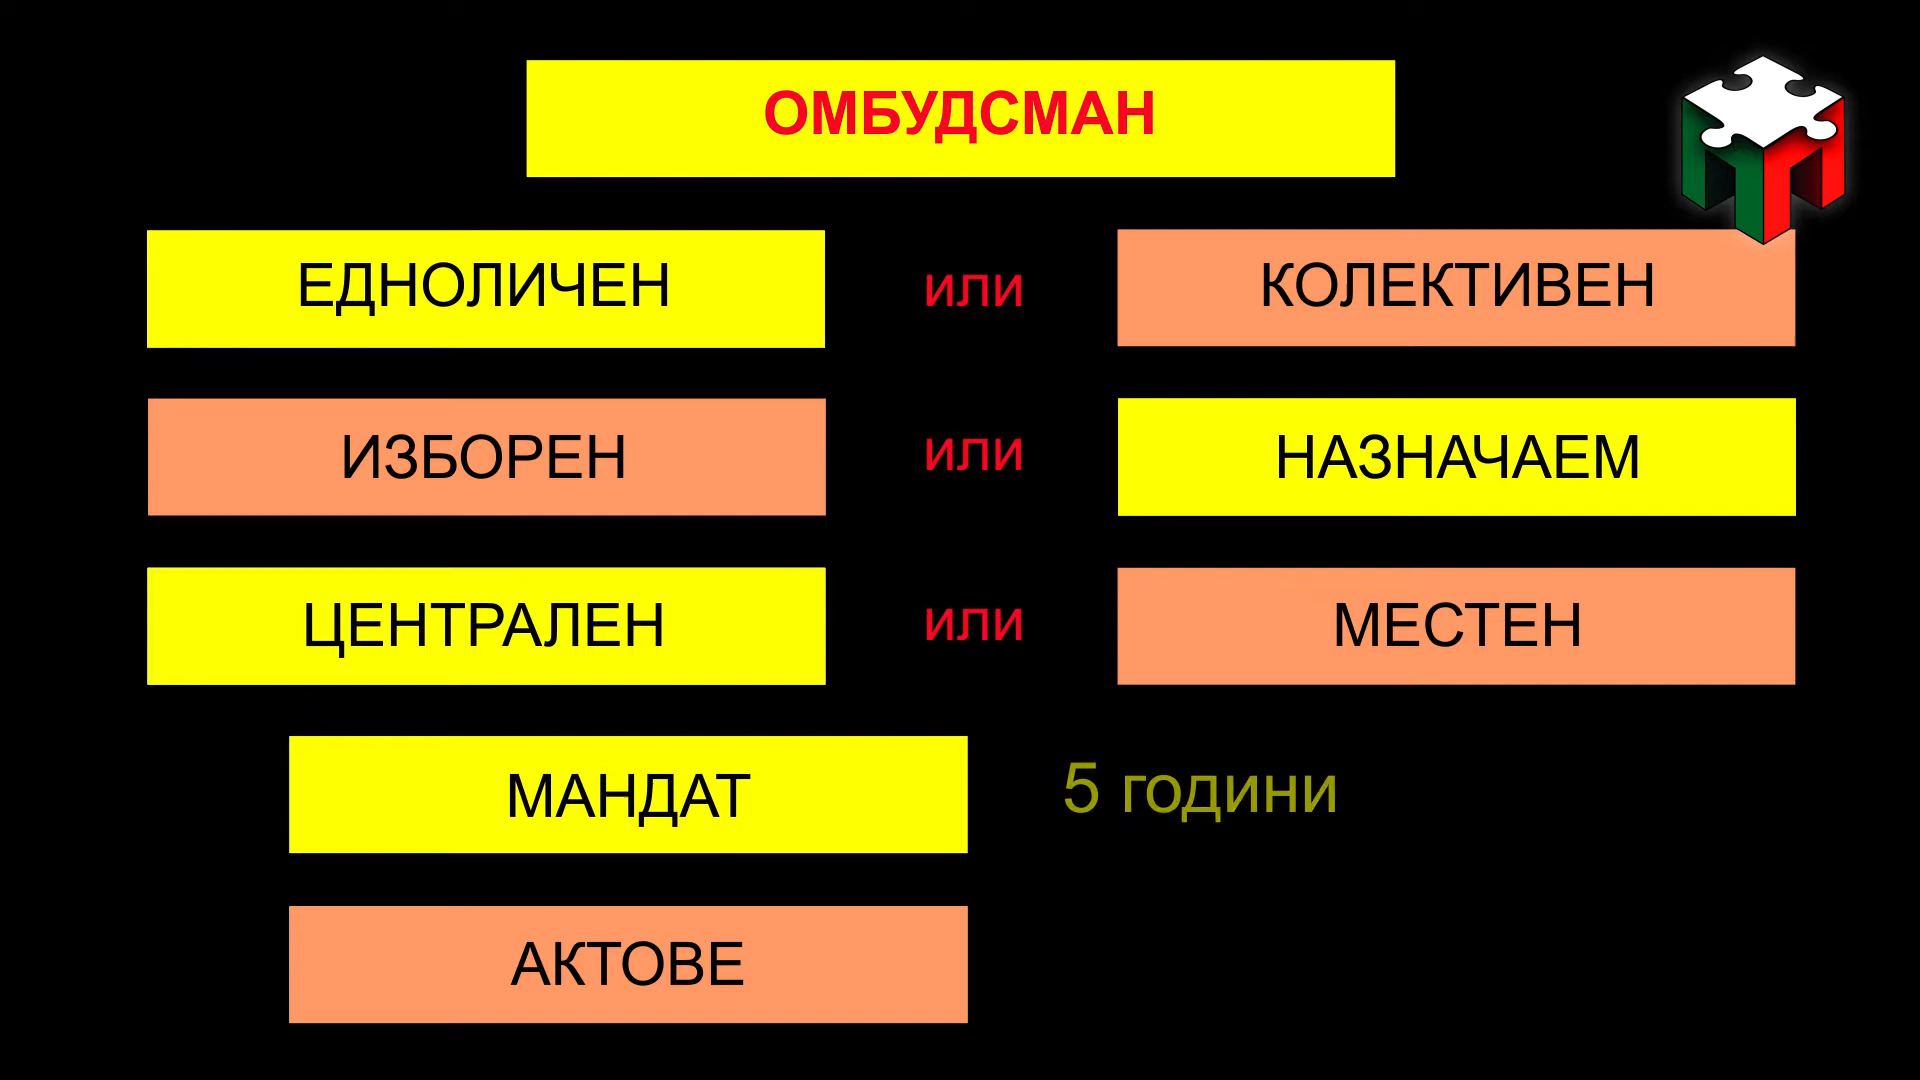 ОМБУДСМАН
ЕДНОЛИЧЕН или КОЛЕКТИВЕН
ИЗБОРЕН или НАЗНАЧАЕМ
ЦЕНТРАЛЕН или МЕСТЕН
МАНДАТ 5 години
АКТОВЕ